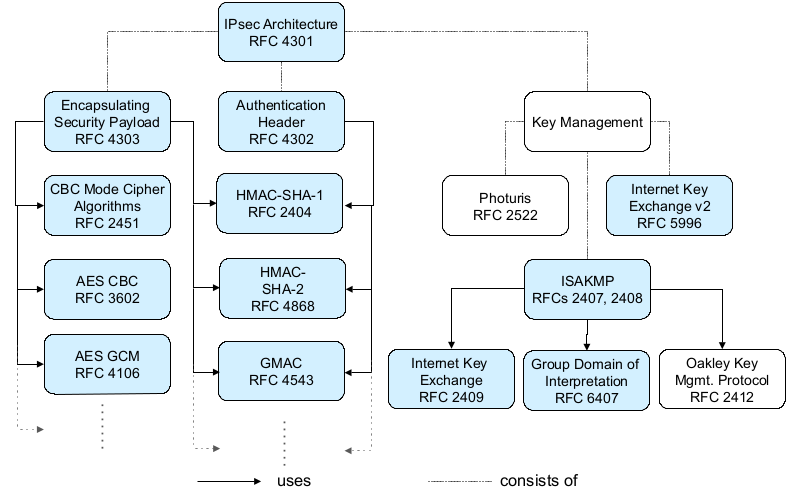 IPsec Architecture
RFC 4301
Encapsulating
Security Payload
RFC 4303
Authentication
Header
RFC 4302
Key Management
CBC Mode Cipher
Algorithms
RFC 2451
HMAC-SHA-1
RFC 2404
Photuris
RFC 2522
Internet Key
Exchange v2
RFC 5996
AES CBC
RFC 3602
HMAC-
SHA-2
RFC 4868
ISAKMP
RFCs 2407, 2408
AES GCM
RFC 4106
GMAC
RFC 4543
Internet Key
Exchange
RFC 2409
Group Domain of
Interpretation
RFC 6407
Oakley Key
Mgmt. Protocol
RFC 2412
uses
consists of